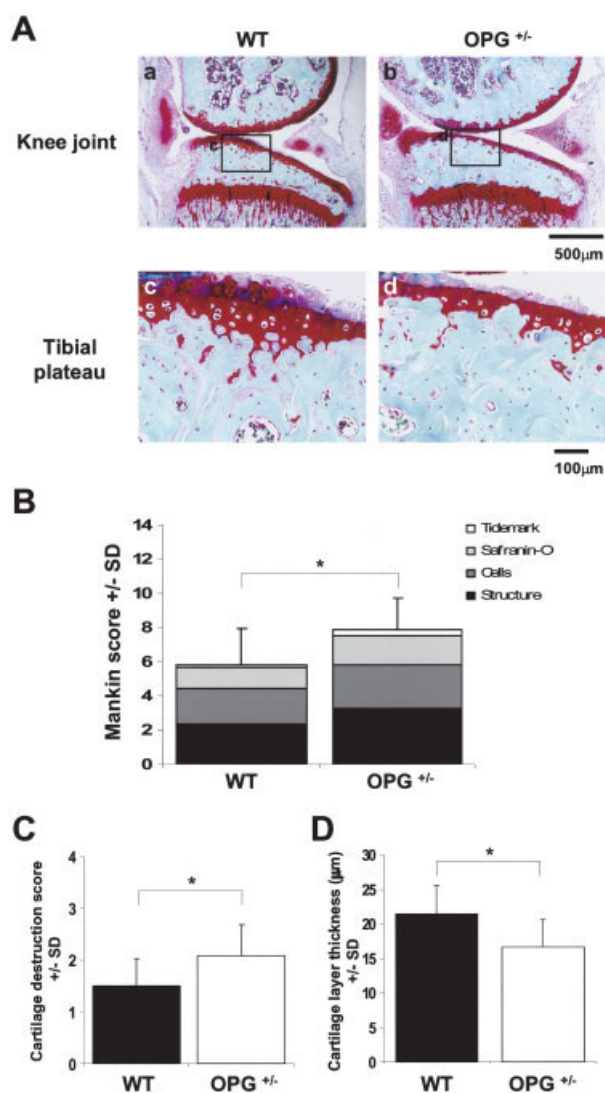 A
WT OPG +/-
a b
Knee joint
c d
500µm
c d
Tibial plateau
100µm
B
Mankin score +/- SD
14
12
10
8
6
4
2
0
*
Tidemark
Safranin-O
Cells
Structure
WT OPG +/-
C
Cartilage destruction score
+/- SD
4
3
2
1
0
*
WT OPG +/-
D
Cartilage layer thickness (µm)
+/- SD
30
25
20
15
10
5
0
*
WT OPG +/-